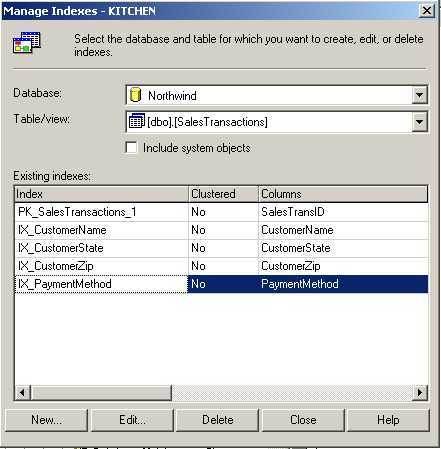 Manage Indexes - KITCHEN
Select the database and table for which you want to create, edit, or delete
indexes.
Database: Northwind
Table/view: [dbo].[SalesTransactions]
Include system objects
Existing indexes:
Index Clustered Columns
PK_SalesTransactions_1 No SalesTransID
IX_CustomerName No CustomerName
IX_CustomerState No CustomerState
IX_CustomerZip No CustomerZip
IX_PaymentMethod No PaymentMethod
New... Edit... Delete Close Help